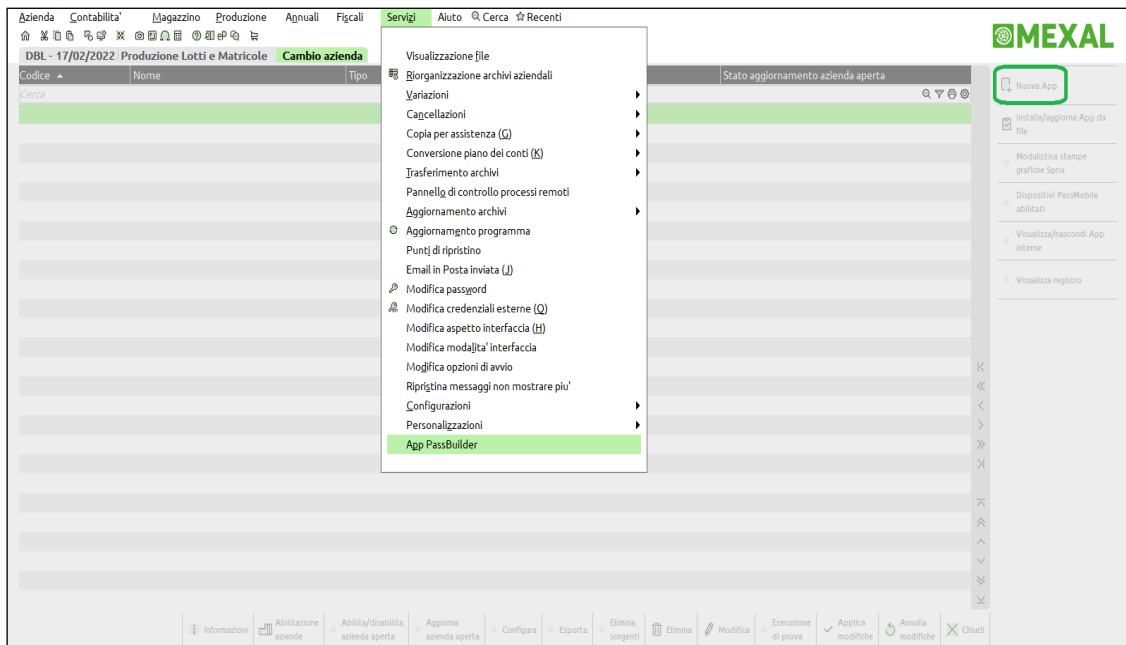 Azienda Contabilita' Magazzino Produzione Annuali Fiscali Servizi Aiuto Cerca Recenti
MEXAL
DBL - 17/02/2022 Produzione Lotti e Matricole Cambio azienda
Codice Nome Tipo Stato aggiornamento azienda aperta
Cerca
Visualizzazione file
Riorganizzazione archivi aziendali
Variazioni
Cancellazioni
Copia per assistenza (G)
Conversione piano dei conti (K)
Trasferimento archivi
Pannello di controllo processi remoti
Aggiornamento archivi
Aggiornamento programma
Punti di ripristino
Email in Posta inviata (J)
Modifica password
Modifica credenziali esterne (Q)
Modifica aspetto interfaccia (H)
Modifica modalita' interfaccia
Modifica opzioni di avvio
Ripristina messaggi non mostrare piu'
Configurazioni
Personalizzazioni
App PassBuilder
Nuova App
Installa/aggiorna App da
file
Modulistica stampe
grafiche Sprix
Dispositivi PassMobile
abilitati
Visualizza/nascondi App
interne
Visualizza registro
Informazioni
Abilitazione
aziende
Abilita/disabilita
azienda aperta
Aggiorna
azienda aperta
Configura
Esporta
Elimina
sorgenti
Elimina
Modifica
Esecuzione
di prova
Applica
modifiche
Annulla
modifiche
Chiudi